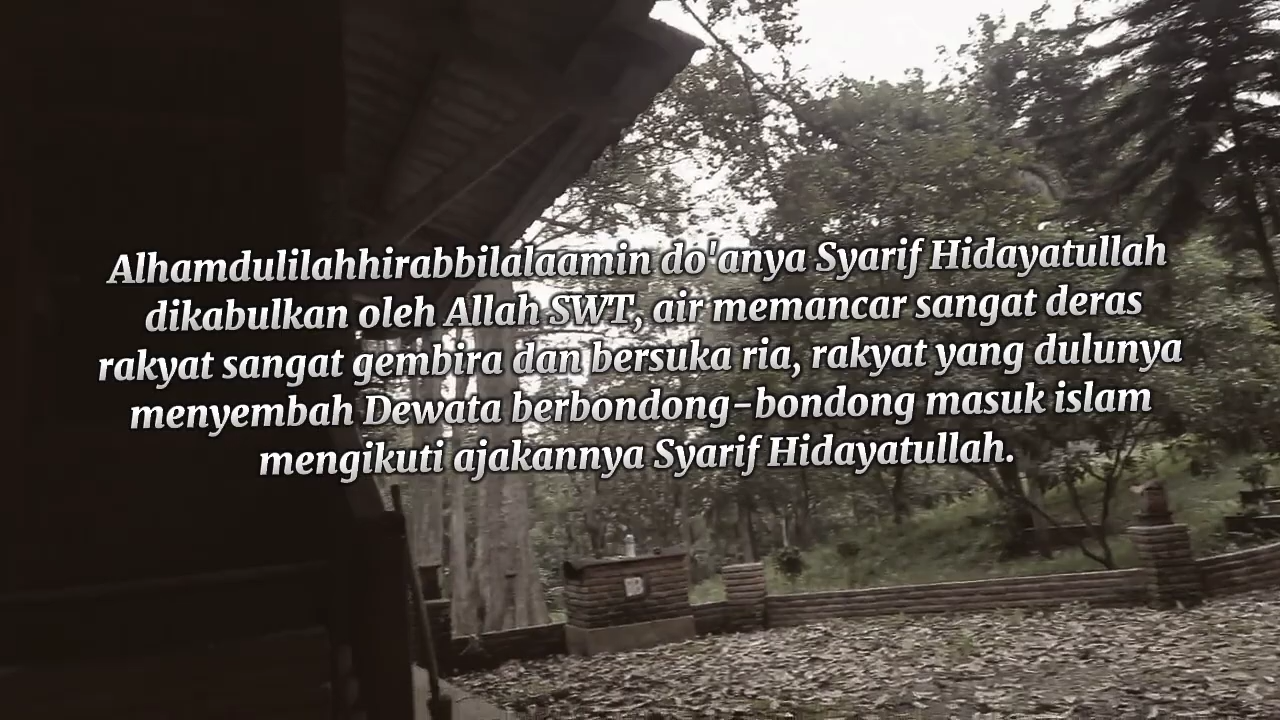 Alhamdulilahhirabbilalaamin do'anya Syarif Hidayatullah
dikabulkan oleh Allah SWT, air memancar sangat deras
rakyat sangat gembira dan bersuka ria, rakyat yang dulunya
menyembah Dewata berbondong-bondong masuk islam
mengikuti ajakannya Syarif Hidayatullah.